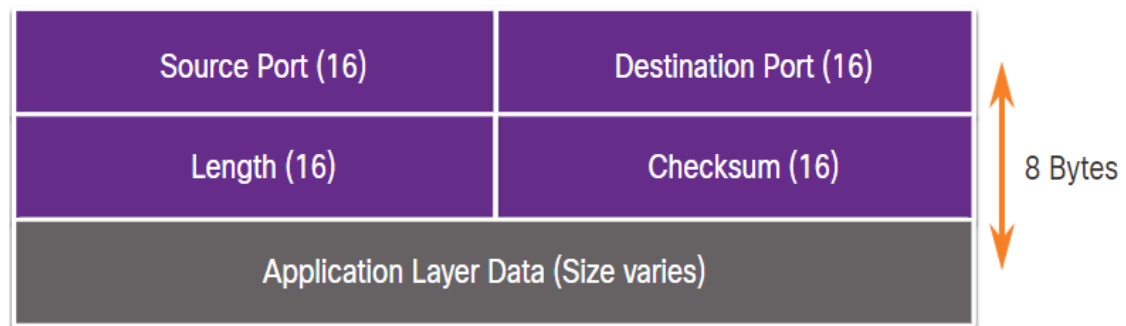 Source Port (16)
Destination Port (16)
Length (16)
Checksum (16)
8 Bytes
Application Layer Data (Size varies)